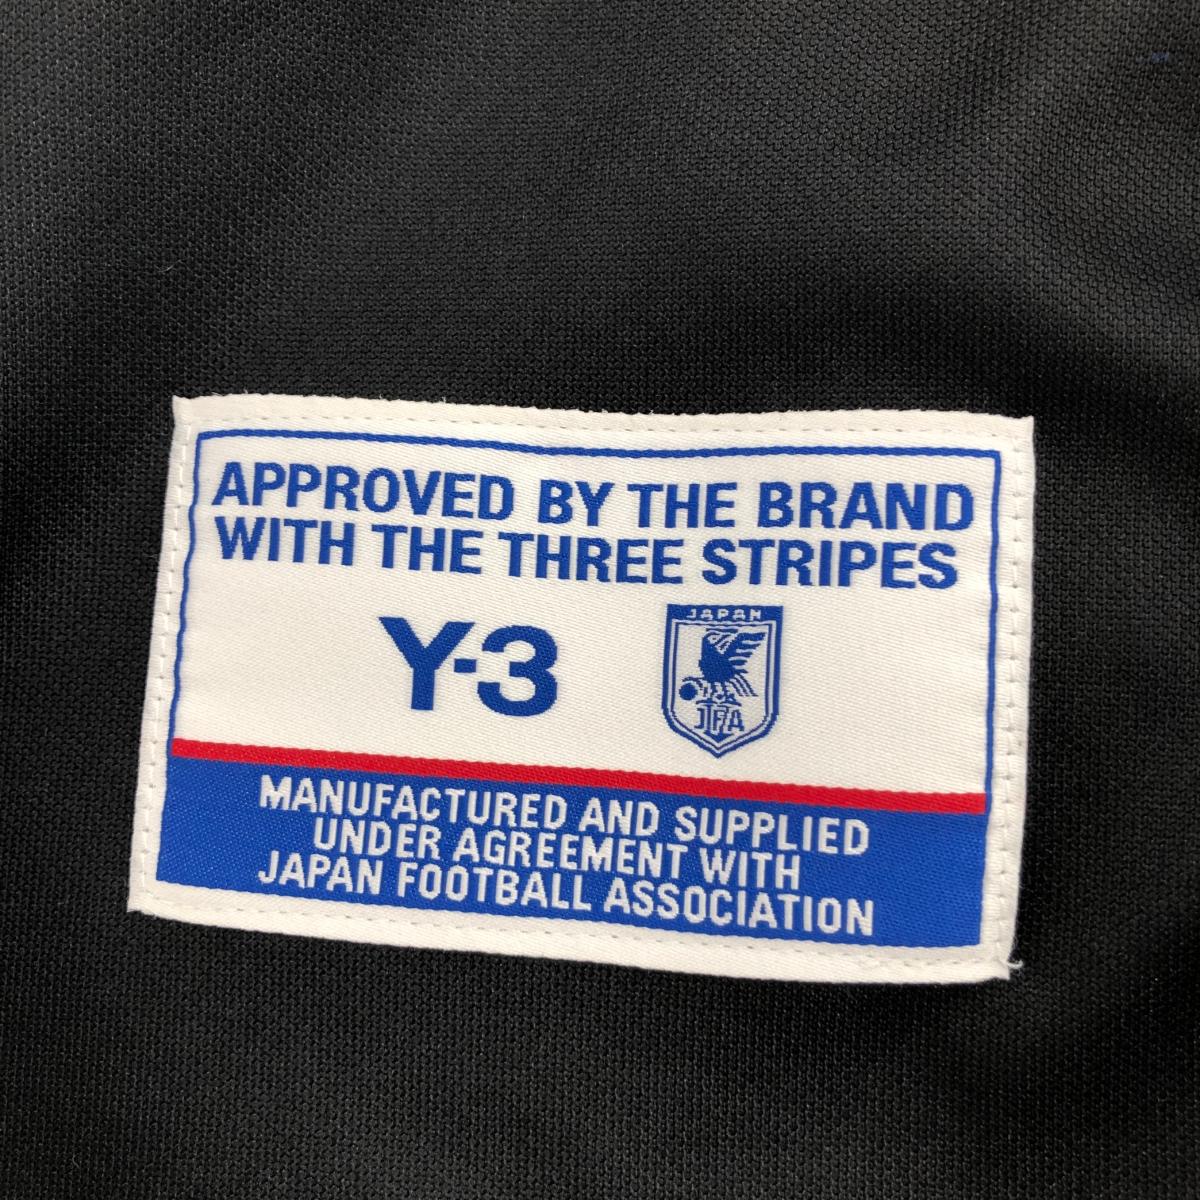 APPROVED BY THE BRAND
WITH THE THREE STRIPES
Y-3
JAPAN
JFA
MANUFACTURED AND SUPPLIED
UNDER AGREEMENT WITH
JAPAN FOOTBALL ASSOCIATION